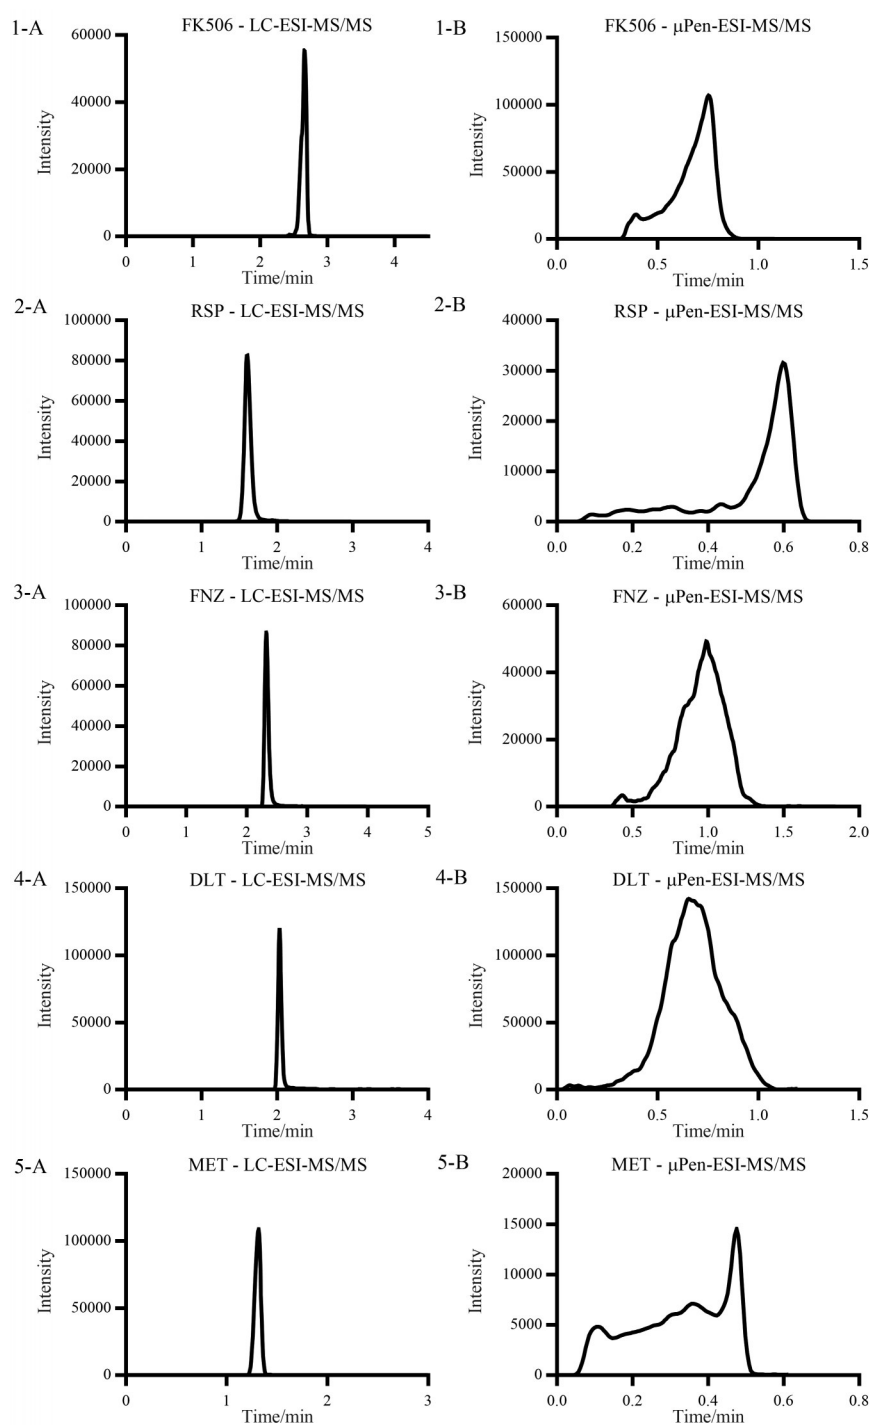 1-A
FK506 - LC-ESI-MS/MS
60000
40000
20000
0
Intensity
0 1 2 3 4
Time/min
1-B
FK506 - μPen-ESI-MS/MS
150000
100000
50000
0
Intensity
0.0 0.5 1.0 1.5
Time/min
2-A
RSP - LC-ESI-MS/MS
100000
80000
60000
40000
20000
0
Intensity
0 1 2 3 4
Time/min
2-B
RSP - μPen-ESI-MS/MS
40000
30000
20000
10000
0
Intensity
0.0 0.2 0.4 0.6 0.8
Time/min
3-A
FNZ - LC-ESI-MS/MS
100000
80000
60000
40000
20000
0
Intensity
0 1 2 3 4 5
Time/min
3-B
FNZ - μPen-ESI-MS/MS
60000
40000
20000
0
Intensity
0.0 0.5 1.0 1.5 2.0
Time/min
4-A
DLT - LC-ESI-MS/MS
150000
100000
50000
0
Intensity
0 1 2 3 4
Time/min
4-B
DLT - μPen-ESI-MS/MS
150000
100000
50000
0
Intensity
0.0 0.5 1.0 1.5
Time/min
5-A
MET - LC-ESI-MS/MS
150000
100000
50000
0
Intensity
0 1 2 3
Time/min
5-B
MET - μPen-ESI-MS/MS
20000
15000
10000
5000
0
Intensity
0.0 0.2 0.4 0.6 0.8
Time/min